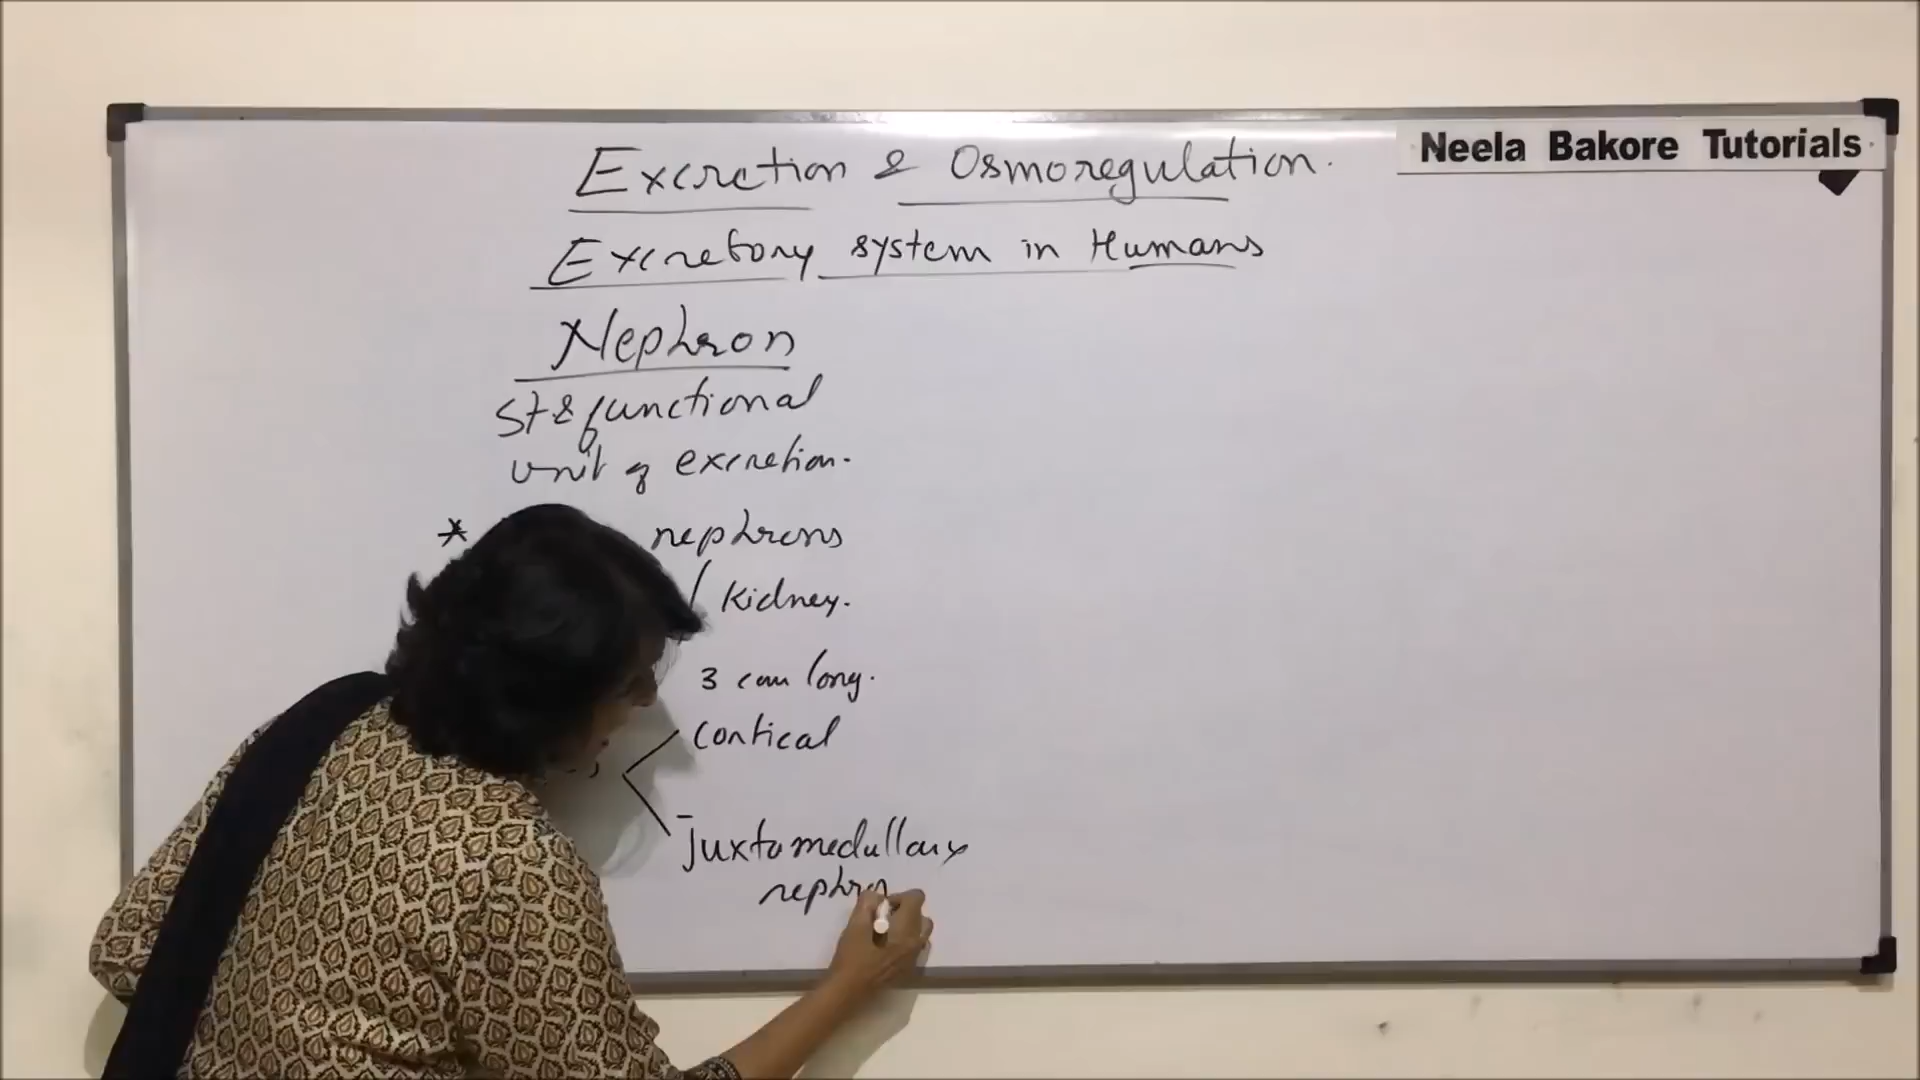 Neela Bakore Tutorials
Excretion & Osmoregulation.
Excretory system in Humans
Nephron
St & functional
unit of excretion.
* nephrons
/ Kidney.
3 cm long.
Cortical
Juxtamedullary
nephro